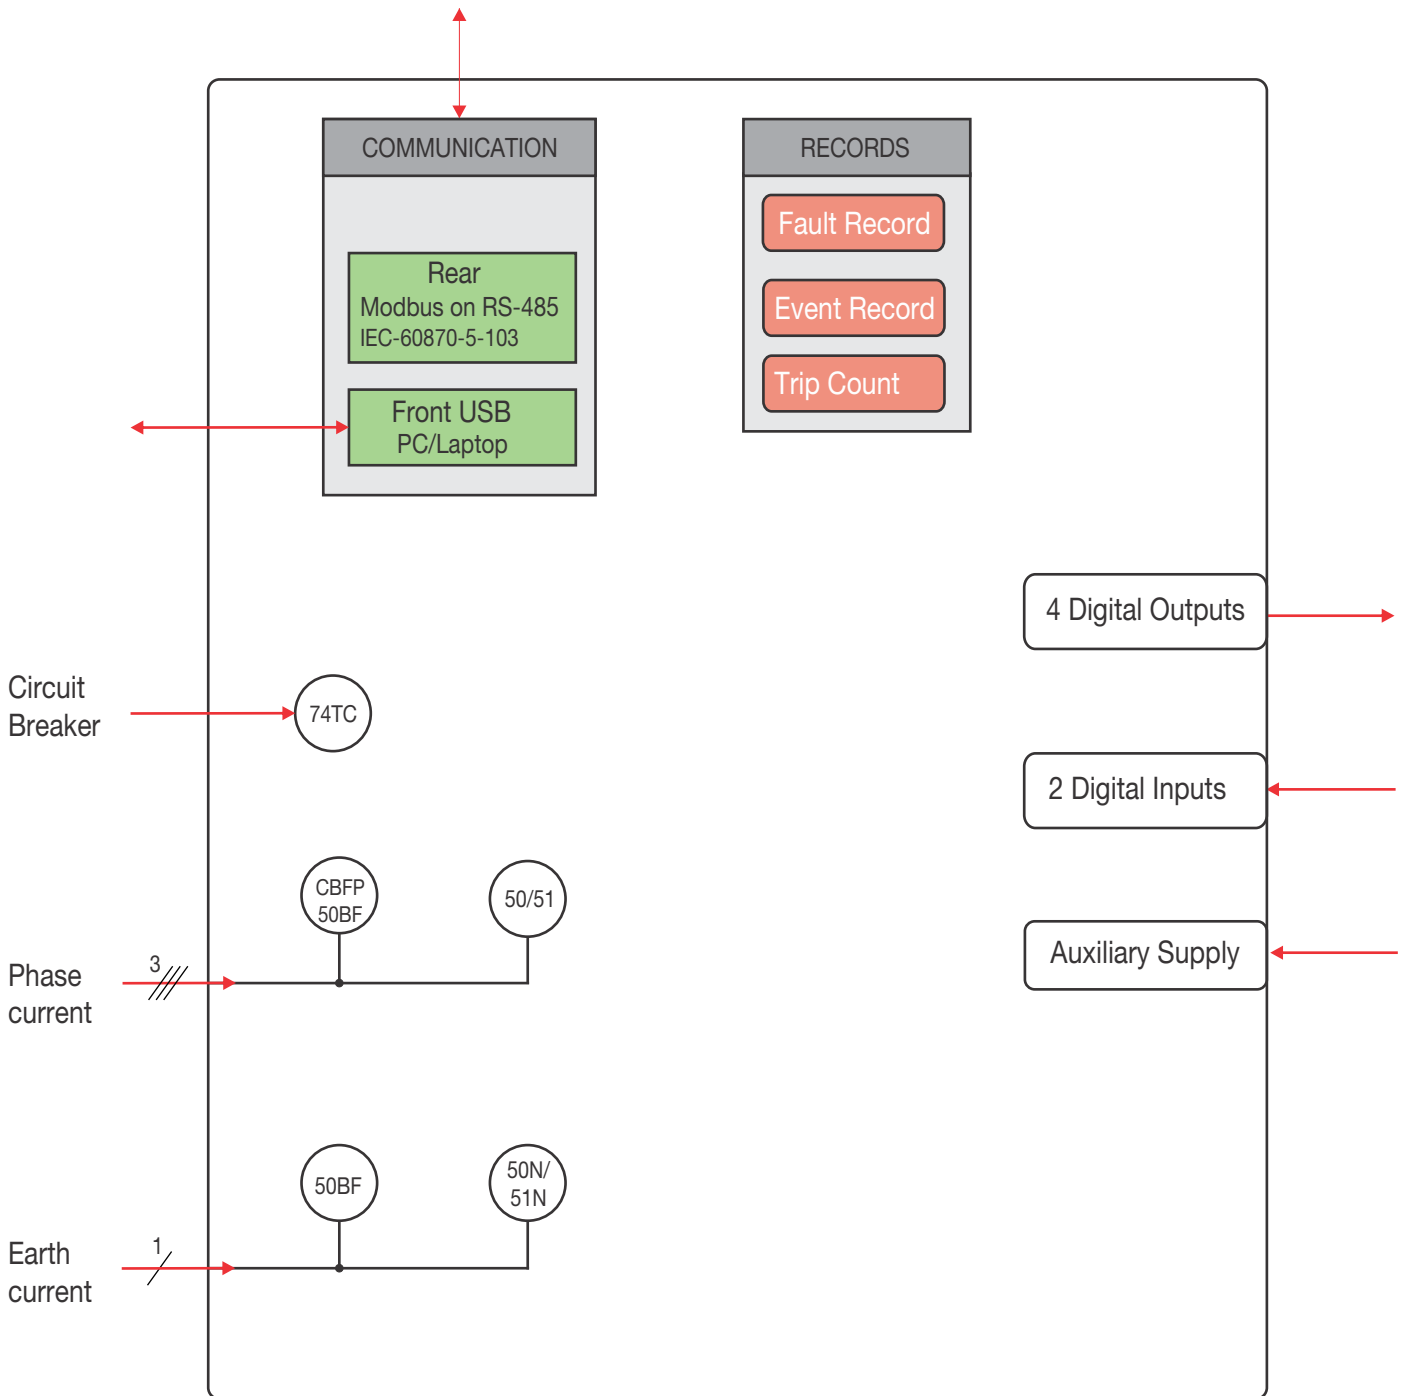 COMMUNICATION
Rear
Modbus on RS-485
IEC-60870-5-103
Front USB
PC/Laptop
RECORDS
Fault Record
Event Record
Trip Count
4 Digital Outputs
2 Digital Inputs
Auxiliary Supply
Circuit
Breaker
74TC
Phase
current
3
CBFP
50BF
50/51
Earth
current
1
50BF
50N/
51N